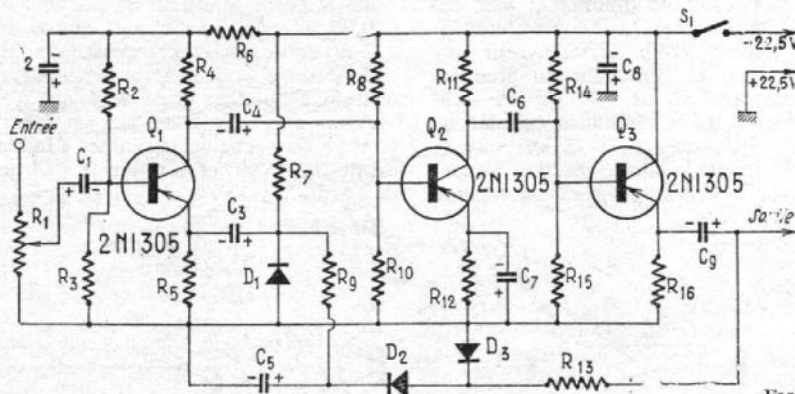 S1
-22,5V
+22,5V
2
R6
R2
R4
R8
R11
C6
R14
C8
C4
Q1
Q2
Q3
Entrée
C1
R7
2N1305
2N1305
R1
C3
Sortie
2N1305
C9
R3
R5
D1
R9
R10
R12
C7
R15
R16
C5
D2
D3
R13